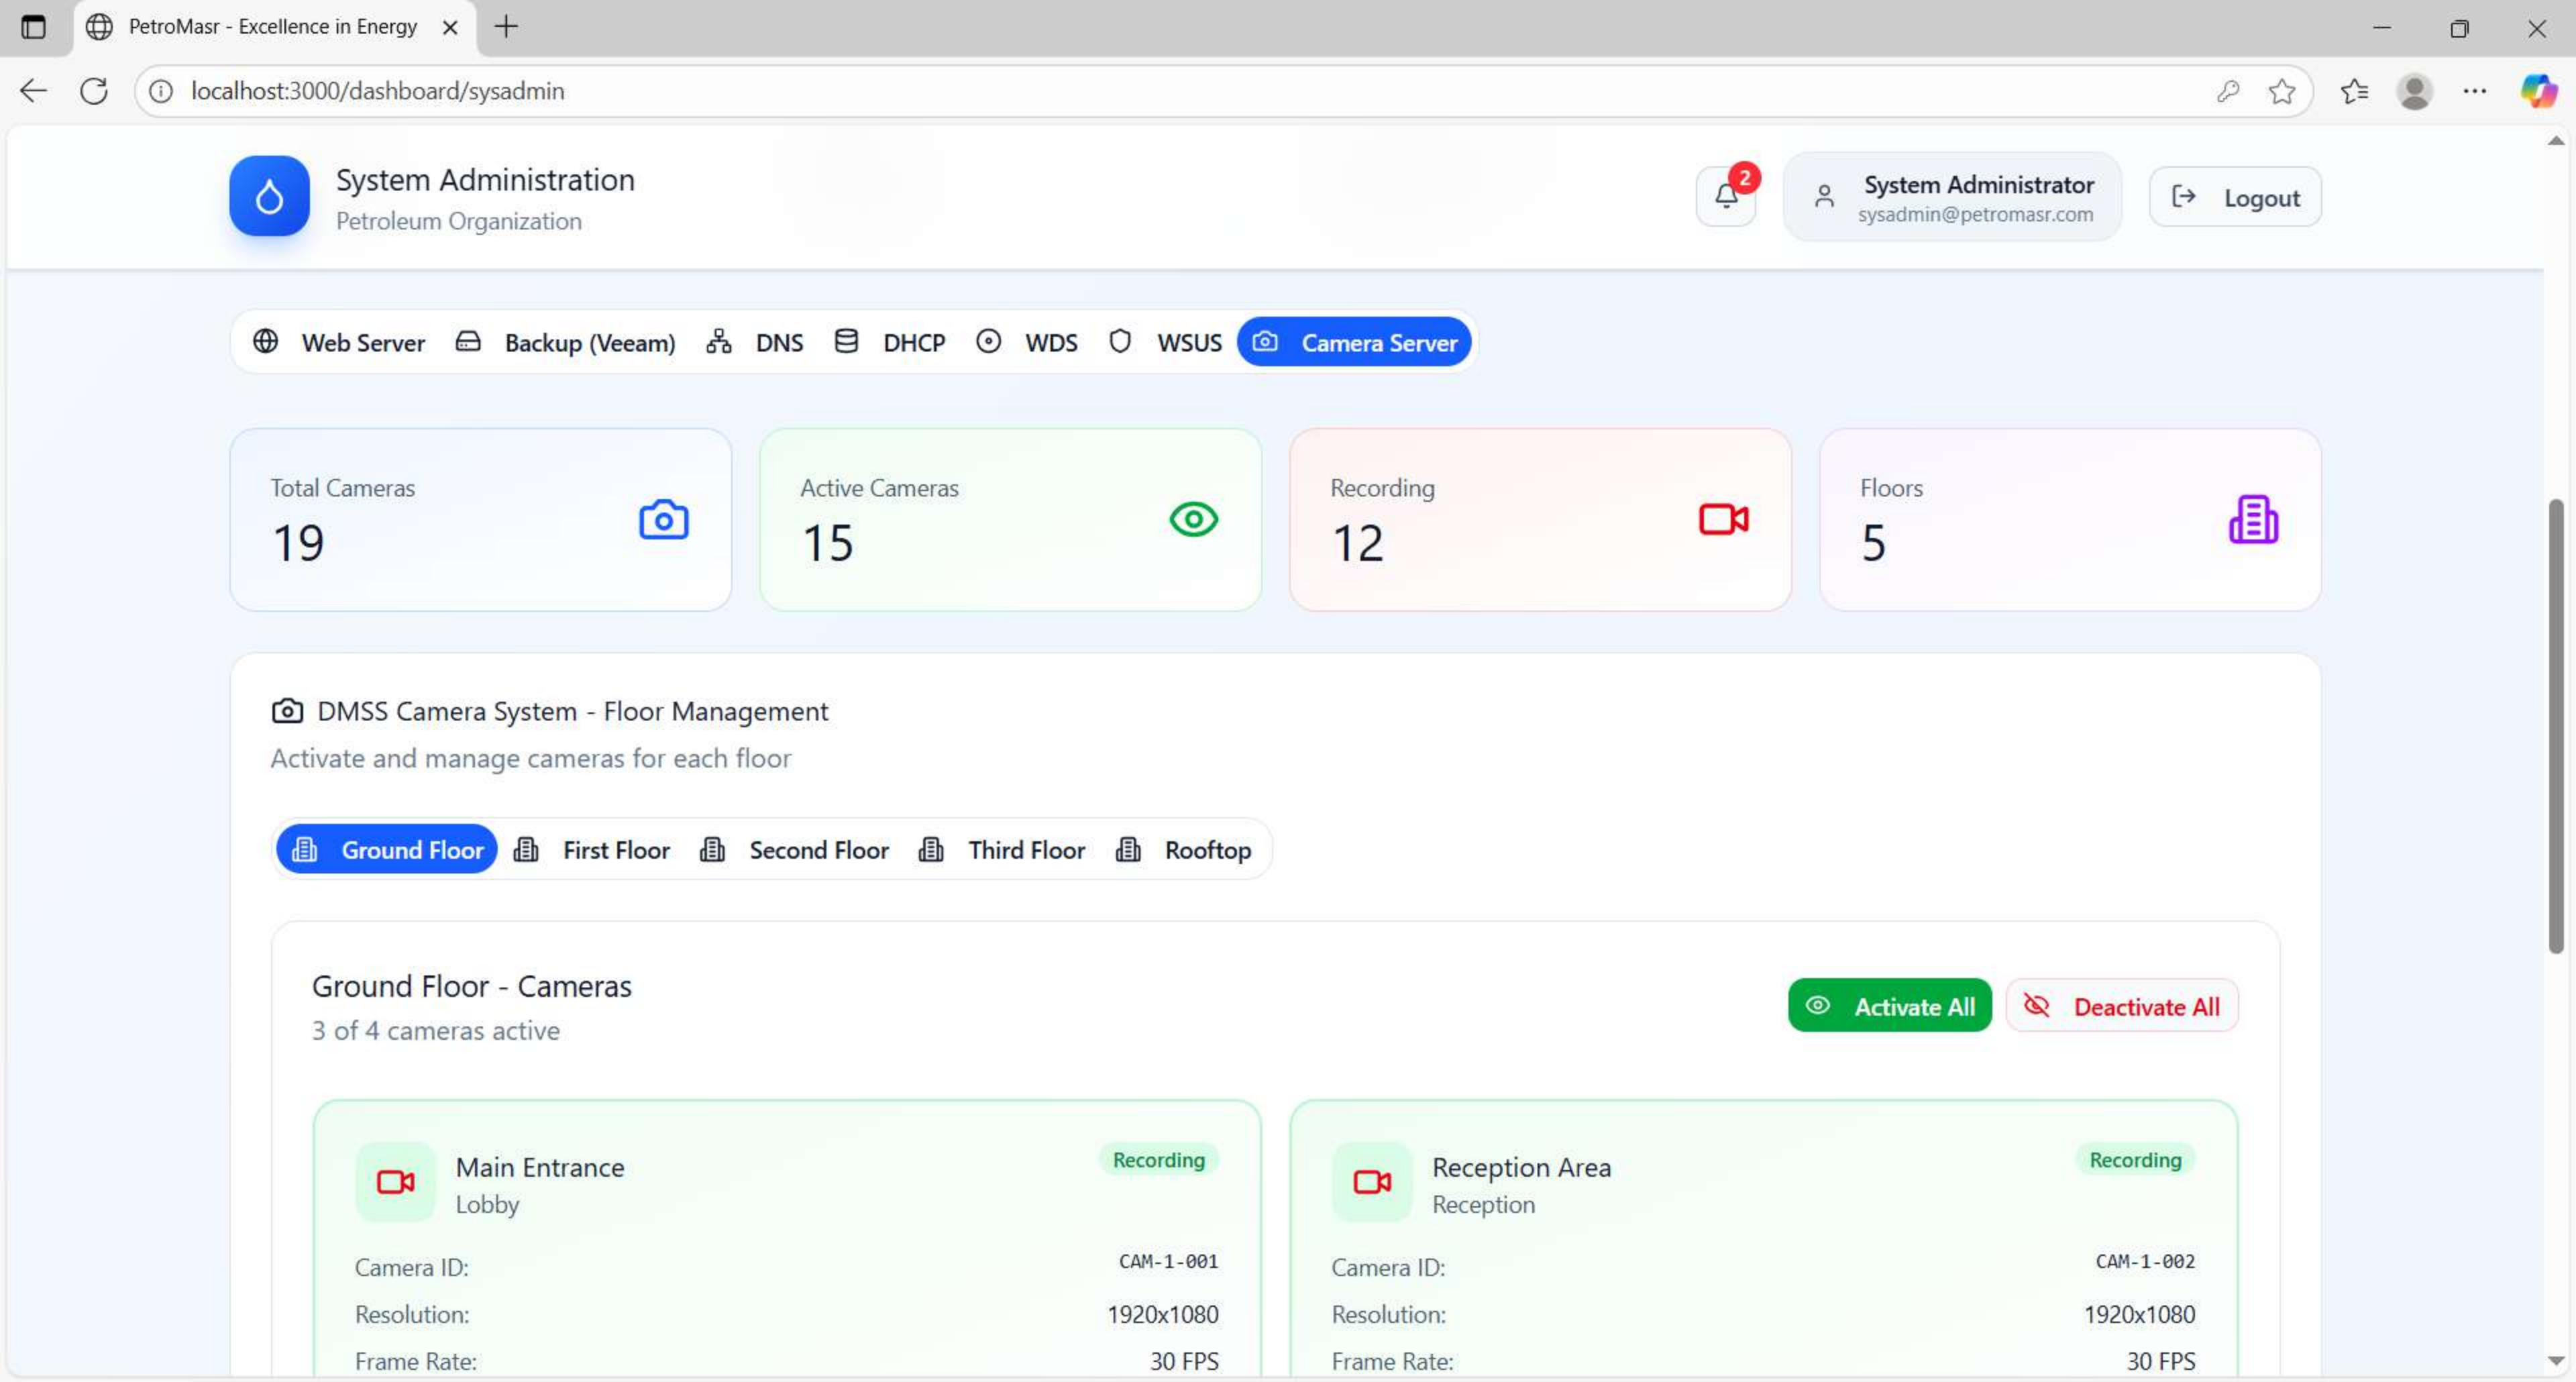 PetroMasr - Excellence in Energy
localhost:3000/dashboard/sysadmin
System Administration
Petroleum Organization
2
System Administrator
sysadmin@petromasr.com
Logout
Web Server Backup (Veeam) DNS DHCP WDS WSUS Camera Server
Total Cameras
19
Active Cameras
15
Recording
12
Floors
5
DMSS Camera System - Floor Management
Activate and manage cameras for each floor
Ground Floor First Floor Second Floor Third Floor Rooftop
Ground Floor - Cameras
3 of 4 cameras active
Activate All
Deactivate All
Main Entrance
Lobby
Recording
Camera ID: CAM-1-001
Resolution: 1920x1080
Frame Rate: 30 FPS
Reception Area
Reception
Recording
Camera ID: CAM-1-002
Resolution: 1920x1080
Frame Rate: 30 FPS